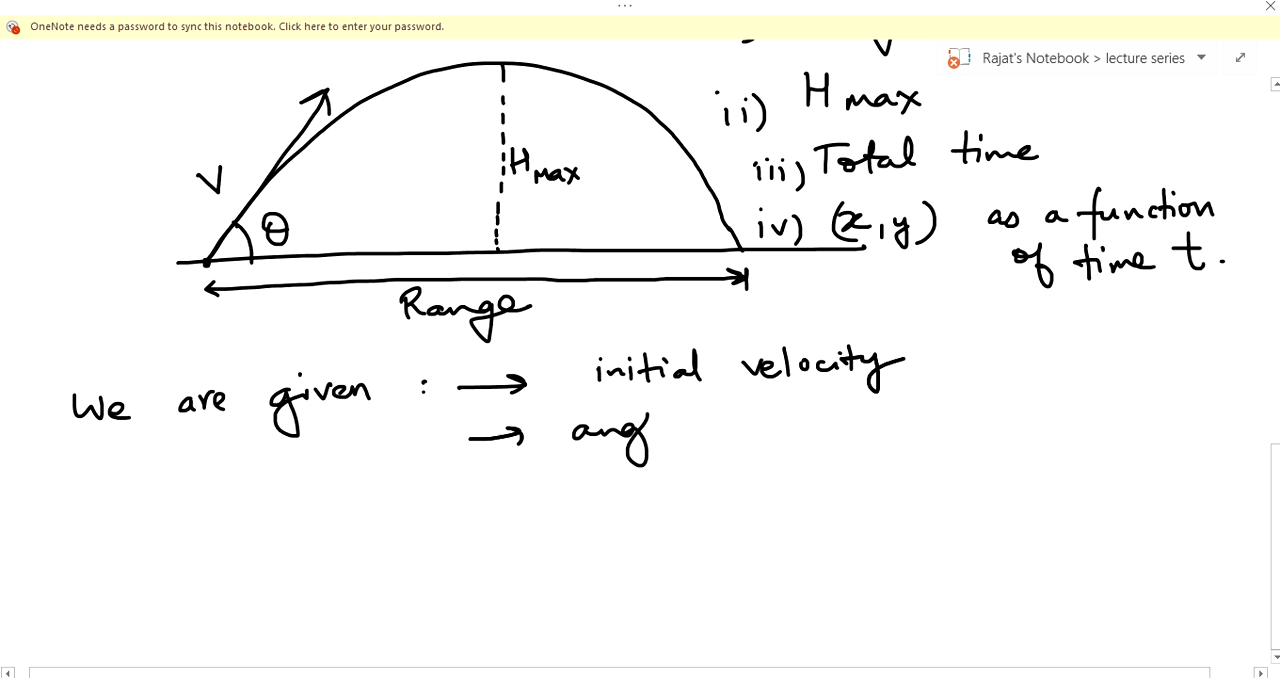 OneNote needs a password to sync this notebook. Click here to enter your password.
Rajat's Notebook > lecture series
ii) H max
iii) Total time
iv) (x,y) as a function
of time t.
V
θ
H max
Range
We are given : → initial velocity
→ ang